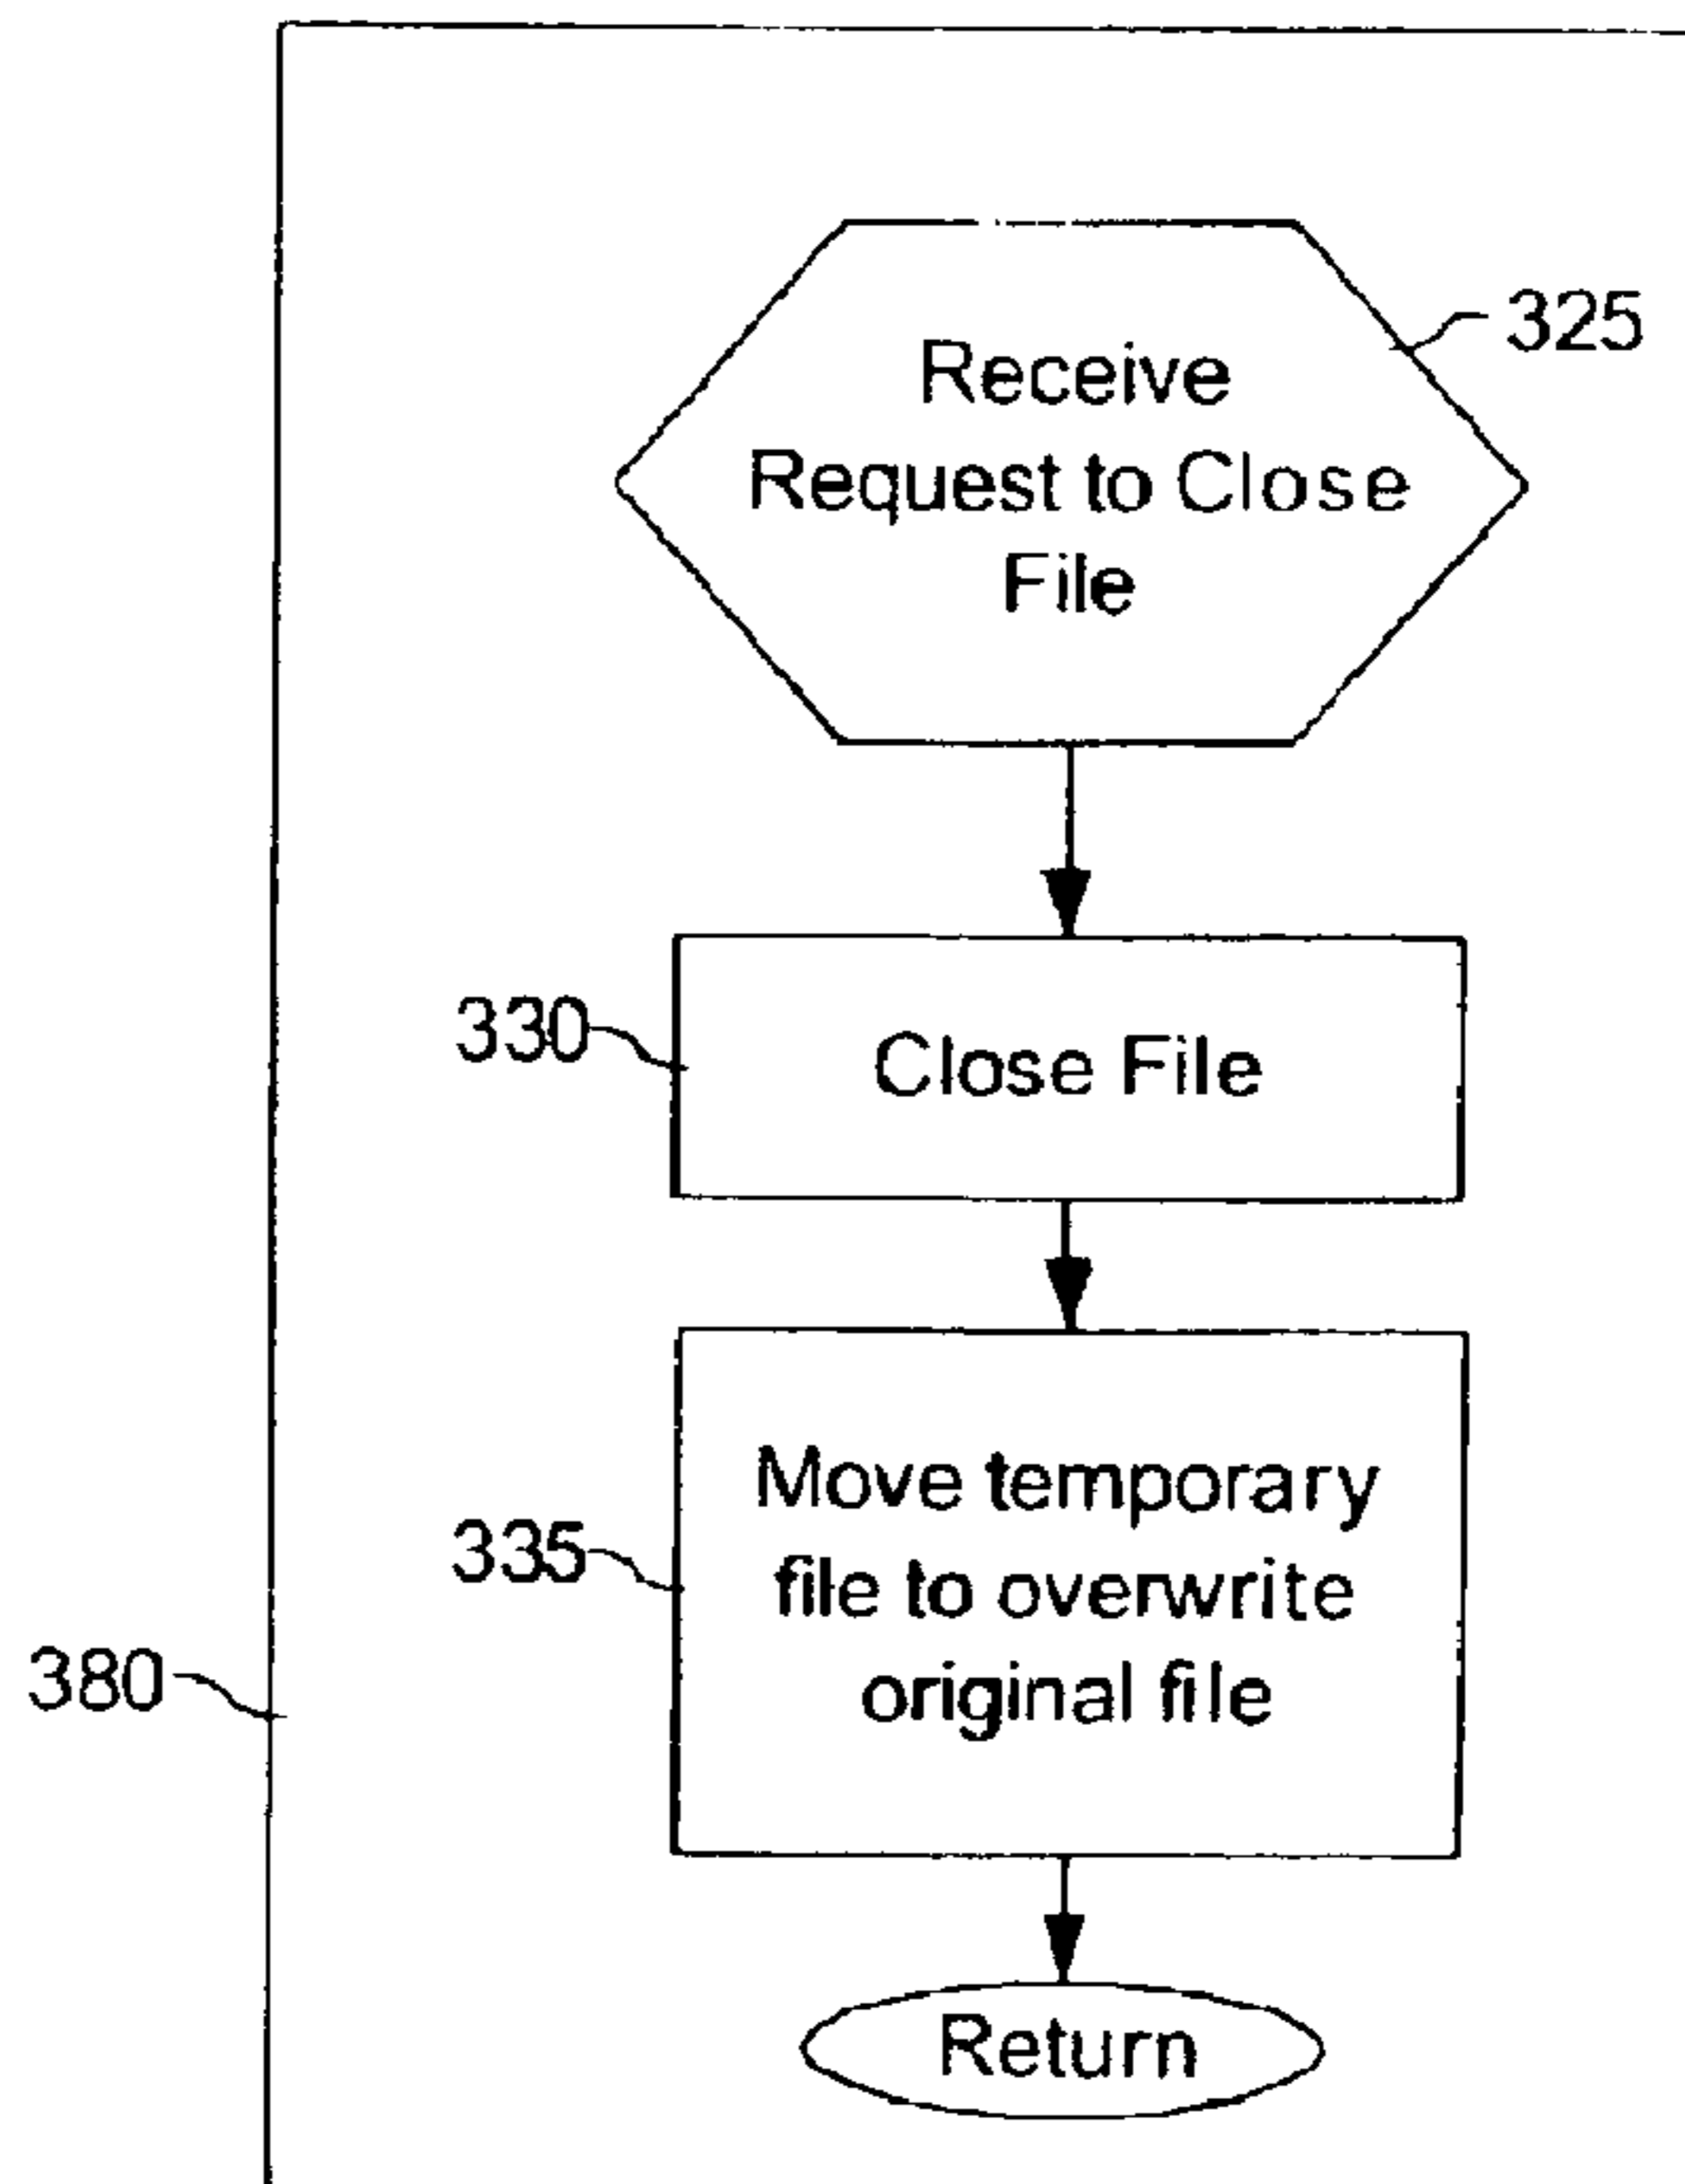 325
Receive
Request to Close
File
330
Close File
335
Move temporary
file to overwrite
original file
380
Return